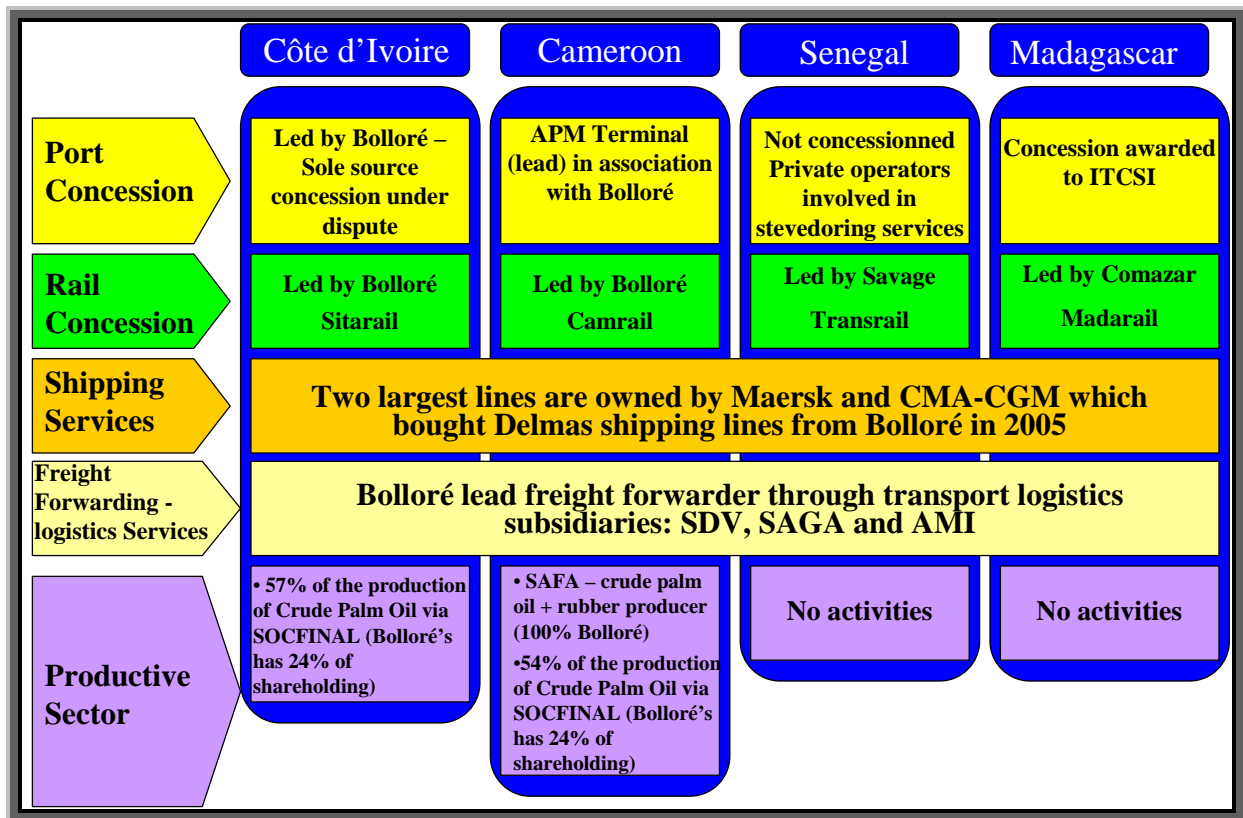 Côte d'Ivoire
Cameroon
Senegal
Madagascar
Port
Concession
Led by Bolloré –
Sole source
concession under
dispute
APM Terminal
(lead) in association
with Bolloré
Not concessionned
Private operators
involved in
stevedoring services
Concession awarded
to ITCSI
Rail
Concession
Led by Bolloré
Sitarail
Led by Bolloré
Camrail
Led by Savage
Transrail
Led by Comazar
Madarail
Shipping
Services
Two largest lines are owned by Maersk and CMA-CGM which
bought Delmas shipping lines from Bolloré in 2005
Freight
Forwarding -
logistics Services
Bolloré lead freight forwarder through transport logistics
subsidiaries: SDV, SAGA and AMI
Productive
Sector
• 57% of the production
of Crude Palm Oil via
SOCFINAL (Bolloré's
has 24% of
shareholding)
• SAFA – crude palm
oil + rubber producer
(100% Bolloré)
•54% of the production
of Crude Palm Oil via
SOCFINAL (Bolloré's
has 24% of
shareholding)
No activities
No activities